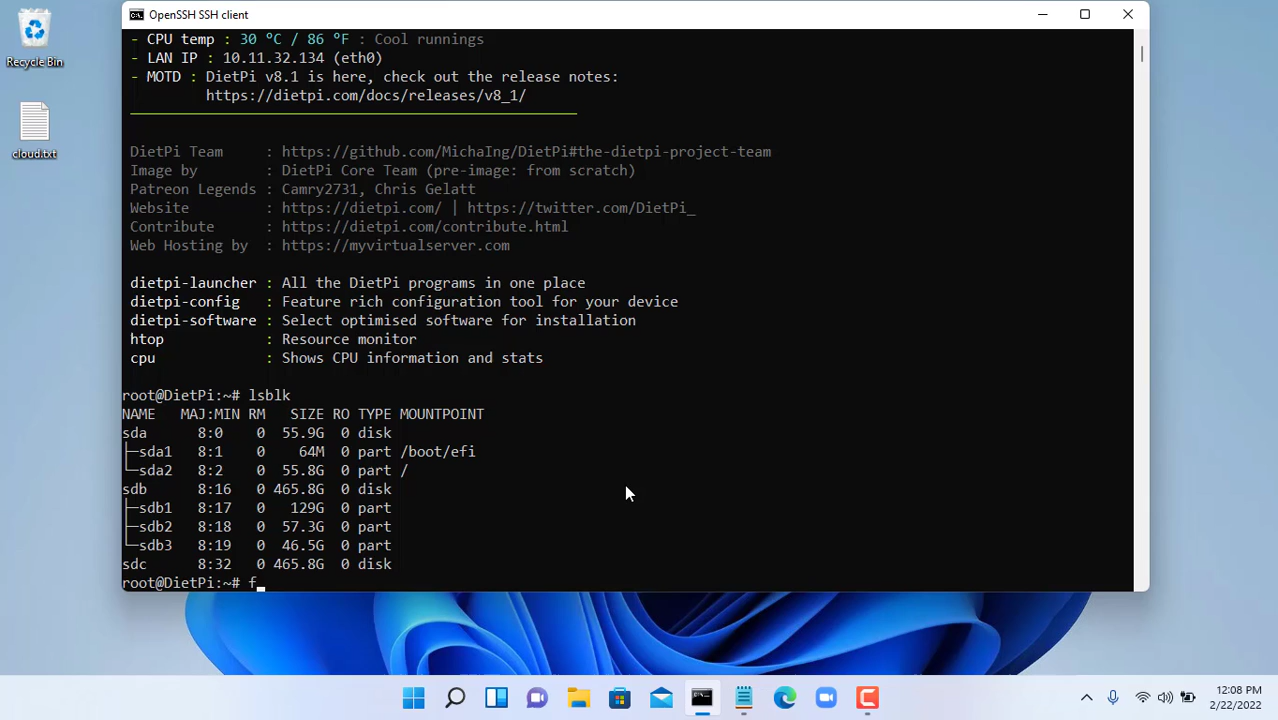 Recycle Bin
cloud.txt
OpenSSH SSH client
- CPU temp : 30 °C / 86 °F : Cool runnings
- LAN IP : 10.11.32.134 (eth0)
- MOTD : DietPi v8.1 is here, check out the release notes:
https://dietpi.com/docs/releases/v8_1/
DietPi Team : https://github.com/MichaIng/DietPi#the-dietpi-project-team
Image by : DietPi Core Team (pre-image: from scratch)
Patreon Legends : Camry2731, Chris Gelatt
Website : https://dietpi.com/ | https://twitter.com/DietPi_
Contribute : https://dietpi.com/contribute.html
Web Hosting by : https://myvirtualserver.com
dietpi-launcher : All the DietPi programs in one place
dietpi-config : Feature rich configuration tool for your device
dietpi-software : Select optimised software for installation
htop : Resource monitor
cpu : Shows CPU information and stats
root@DietPi:~# lsblk
NAME MAJ:MIN RM SIZE RO TYPE MOUNTPOINT
sda 8:0 0 55.9G 0 disk
├─sda1 8:1 0 64M 0 part /boot/efi
└─sda2 8:2 0 55.8G 0 part /
sdb 8:16 0 465.8G 0 disk
├─sdb1 8:17 0 129G 0 part
├─sdb2 8:18 0 57.3G 0 part
└─sdb3 8:19 0 46.5G 0 part
sdc 8:32 0 465.8G 0 disk
root@DietPi:~# f_
12:08 PM
2/22/2022